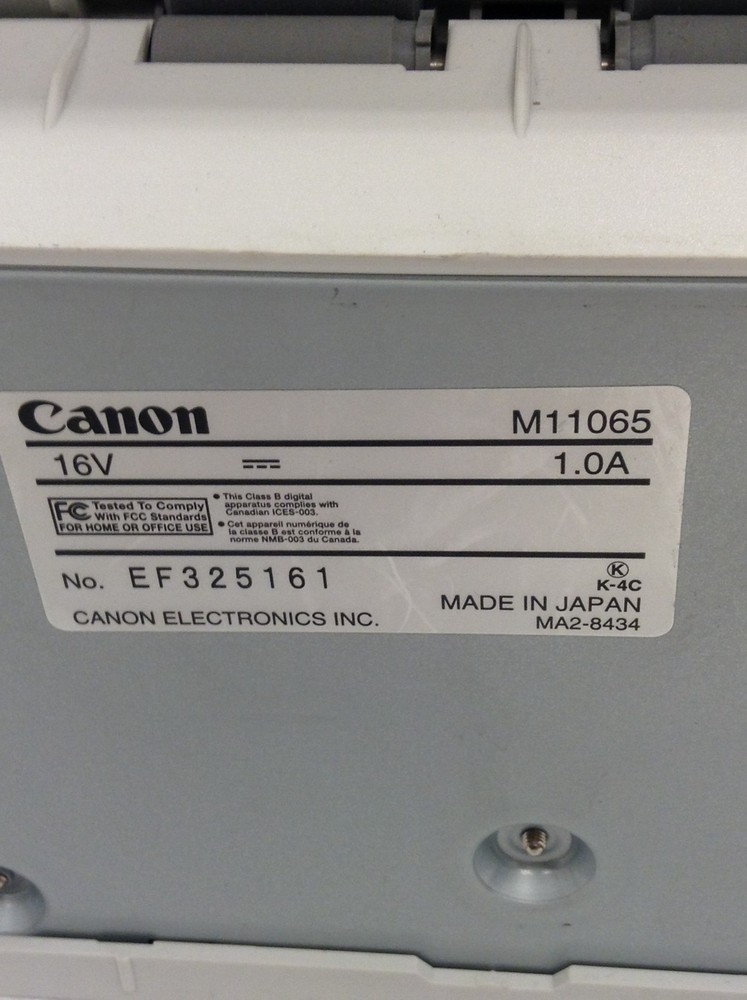 Canon M11065
16V 1.0A
FC Tested To Comply
With FCC Standards
FOR HOME OR OFFICE USE
• This Class B digital
apparatus complies with
Canadian ICES-003.
• Cet appareil numérique de
la classe B est conforme à la
norme NMB-003 du Canada.
No. EF325161
K
K-4C
CANON ELECTRONICS INC.
MADE IN JAPAN
MA2-8434